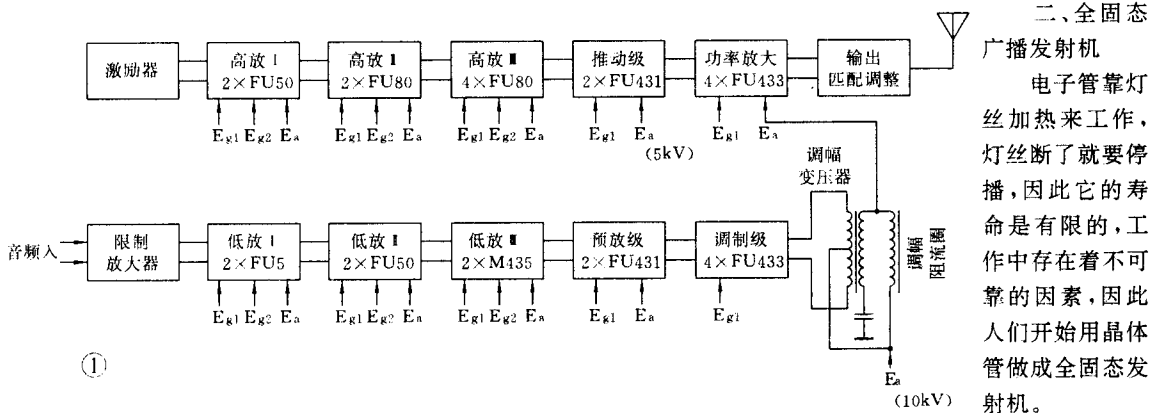 激励器
高放Ⅰ
2×FU50
高放Ⅱ
2×FU80
高放Ⅲ
4×FU80
推动级
2×FU431
功率放大
4×FU433
输出
匹配调整
Eg1 Eg2 Ea
Eg1 Eg2 Ea
Eg1 Eg2 Ea
Eg1 Ea
(5kV)
Eg1 Ea
调幅
变压器
音频入
限制
放大器
低放Ⅰ
2×FU5
低放Ⅱ
2×FU50
低放Ⅲ
2×M435
预放级
2×FU431
调制级
4×FU433
调幅
阻流圈
Eg1 Eg2 Ea
Eg1 Eg2 Ea
Eg1 Eg2 Ea
Eg1 Ea
Eg1
Ea
(10kV)
①
二、全固态
广播发射机
电子管靠灯
丝加热来工作，
灯丝断了就要停
播，因此它的寿
命是有限的，工
作中存在着不可
靠的因素，因此
人们开始用晶体
管做成全固态发
射机。